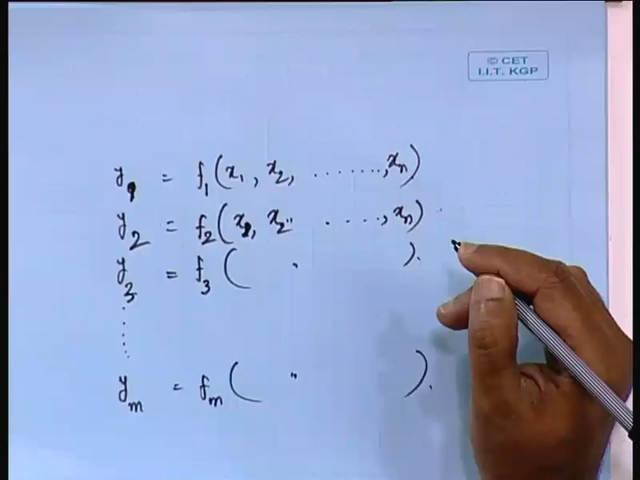 © CET
I.I.T. KGP
y₁ = f₁(x₁, x₂, ......., xₙ)
y₂ = f₂(x₁, x₂, ....., xₙ)
y₃ = f₃( " ).
⋮
yₘ = fₘ( " ).